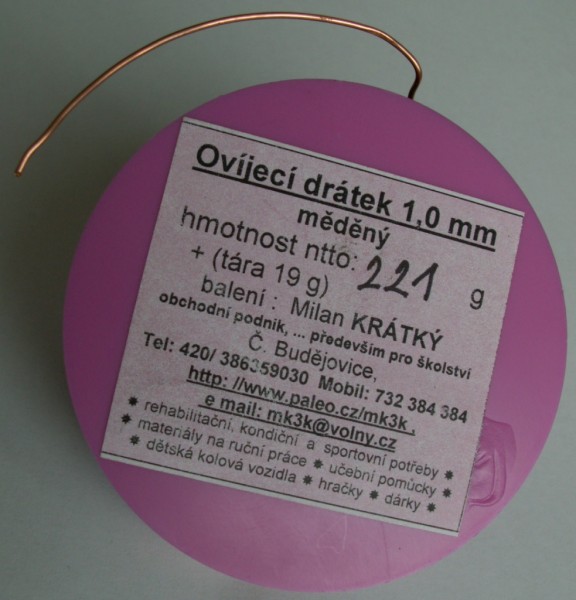 Ovíjecí drátek 1,0 mm
měděný
hmotnost ntto: 221 g
+ (tára 19 g)
balení : Milan KRÁTKÝ
obchodní podnik, ... především pro školství
Č. Budějovice,
Tel: 420/ 386359030 Mobil: 732 384 384
http: //www.paleo.cz/mk3k ,
e mail: mk3k@volny.cz
✸ rehabilitační, kondiční a sportovní potřeby ✸
✸ materiály na ruční práce ✸ učební pomůcky ✸
✸ dětská kolová vozidla ✸ hračky ✸ dárky ✸